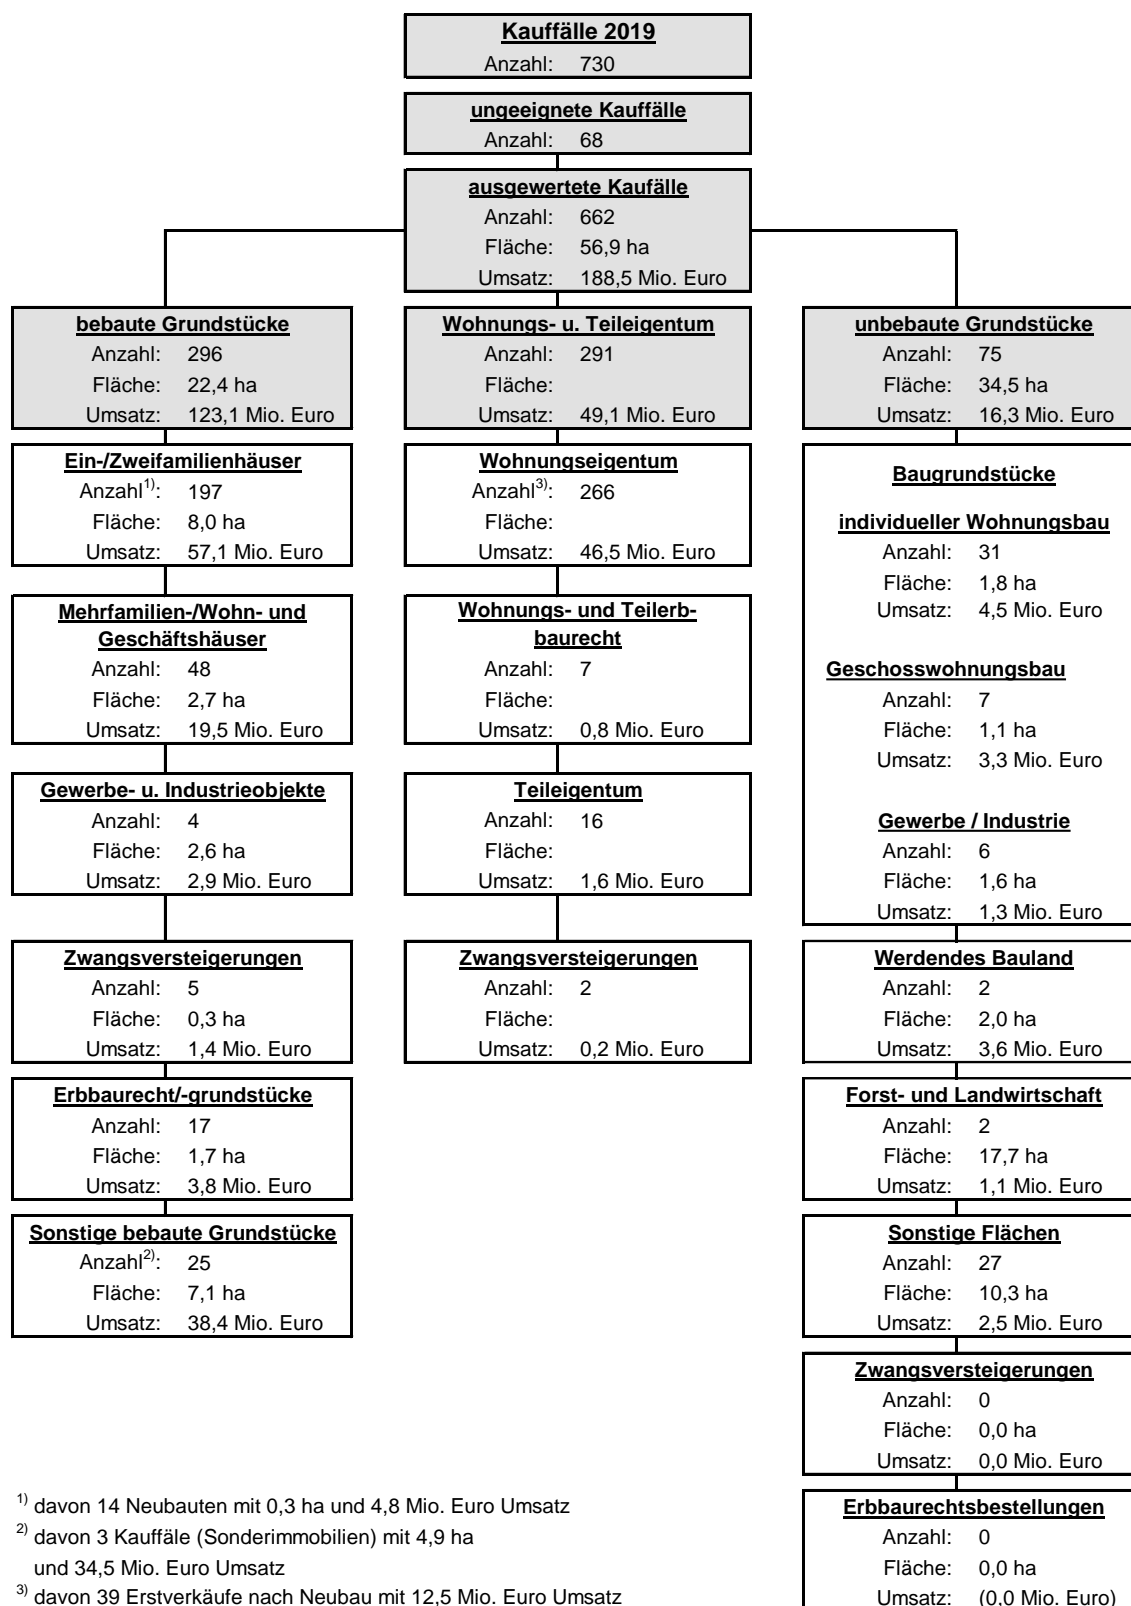 Kauffälle 2019
Anzahl: 730
ungeeignete Kauffälle
Anzahl: 68
ausgewertete Kaufälle
Anzahl: 662
Fläche: 56,9 ha
Umsatz: 188,5 Mio. Euro
bebaute Grundstücke
Anzahl: 296
Fläche: 22,4 ha
Umsatz: 123,1 Mio. Euro
Ein-/Zweifamilienhäuser
Anzahl¹⁾: 197
Fläche: 8,0 ha
Umsatz: 57,1 Mio. Euro
Mehrfamilien-/Wohn- und
Geschäftshäuser
Anzahl: 48
Fläche: 2,7 ha
Umsatz: 19,5 Mio. Euro
Gewerbe- u. Industrieobjekte
Anzahl: 4
Fläche: 2,6 ha
Umsatz: 2,9 Mio. Euro
Zwangsversteigerungen
Anzahl: 5
Fläche: 0,3 ha
Umsatz: 1,4 Mio. Euro
Erbbaurecht/-grundstücke
Anzahl: 17
Fläche: 1,7 ha
Umsatz: 3,8 Mio. Euro
Sonstige bebaute Grundstücke
Anzahl²⁾: 25
Fläche: 7,1 ha
Umsatz: 38,4 Mio. Euro
Wohnungs- u. Teileigentum
Anzahl: 291
Fläche:
Umsatz: 49,1 Mio. Euro
Wohnungseigentum
Anzahl³⁾: 266
Fläche:
Umsatz: 46,5 Mio. Euro
Wohnungs- und Teilerb-
baurecht
Anzahl: 7
Fläche:
Umsatz: 0,8 Mio. Euro
Teileigentum
Anzahl: 16
Fläche:
Umsatz: 1,6 Mio. Euro
Zwangsversteigerungen
Anzahl: 2
Fläche:
Umsatz: 0,2 Mio. Euro
unbebaute Grundstücke
Anzahl: 75
Fläche: 34,5 ha
Umsatz: 16,3 Mio. Euro
Baugrundstücke
individueller Wohnungsbau
Anzahl: 31
Fläche: 1,8 ha
Umsatz: 4,5 Mio. Euro
Geschosswohnungsbau
Anzahl: 7
Fläche: 1,1 ha
Umsatz: 3,3 Mio. Euro
Gewerbe / Industrie
Anzahl: 6
Fläche: 1,6 ha
Umsatz: 1,3 Mio. Euro
Werdendes Bauland
Anzahl: 2
Fläche: 2,0 ha
Umsatz: 3,6 Mio. Euro
Forst- und Landwirtschaft
Anzahl: 2
Fläche: 17,7 ha
Umsatz: 1,1 Mio. Euro
Sonstige Flächen
Anzahl: 27
Fläche: 10,3 ha
Umsatz: 2,5 Mio. Euro
Zwangsversteigerungen
Anzahl: 0
Fläche: 0,0 ha
Umsatz: 0,0 Mio. Euro
Erbbaurechtsbestellungen
Anzahl: 0
Fläche: 0,0 ha
Umsatz: (0,0 Mio. Euro)
¹⁾ davon 14 Neubauten mit 0,3 ha und 4,8 Mio. Euro Umsatz
²⁾ davon 3 Kauffäle (Sonderimmobilien) mit 4,9 ha
und 34,5 Mio. Euro Umsatz
³⁾ davon 39 Erstverkäufe nach Neubau mit 12,5 Mio. Euro Umsatz